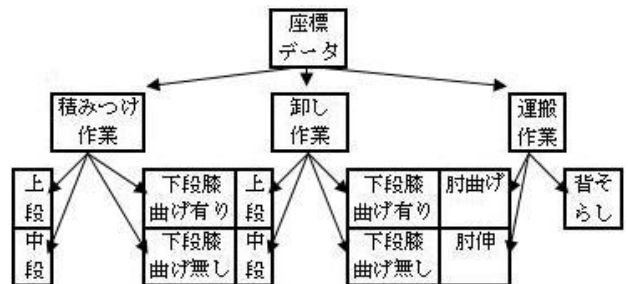 座標
データ
積みつけ
作業
卸し
作業
運搬
作業
上
段
下段膝
曲げ有り
上
段
下段膝
曲げ有り
肘曲げ
背そ
らし
中
段
下段膝
曲げ無し
中
段
下段膝
曲げ無し
肘伸